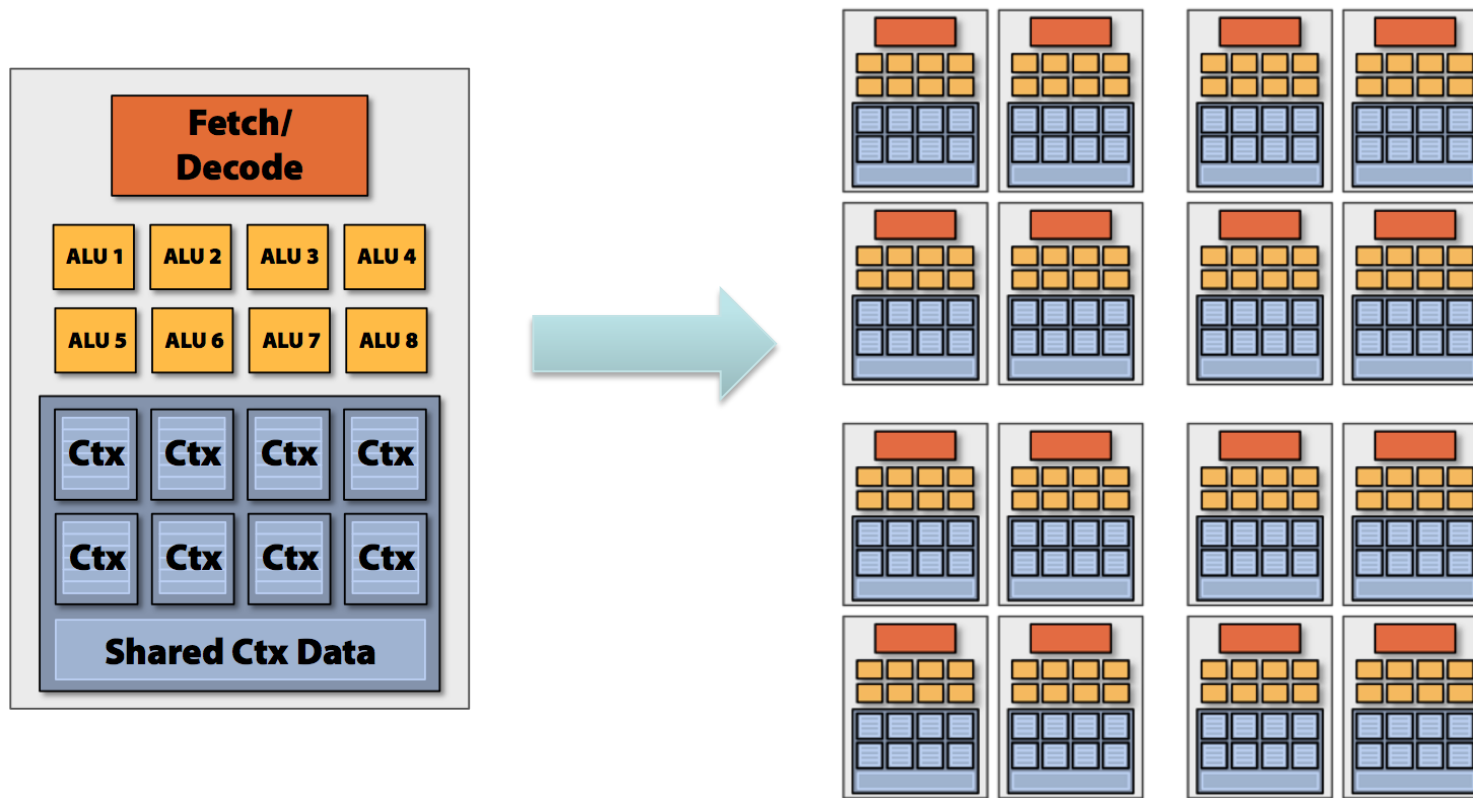 Fetch/
Decode
ALU 1 ALU 2 ALU 3 ALU 4
ALU 5 ALU 6 ALU 7 ALU 8
Ctx Ctx Ctx Ctx
Ctx Ctx Ctx Ctx
Shared Ctx Data